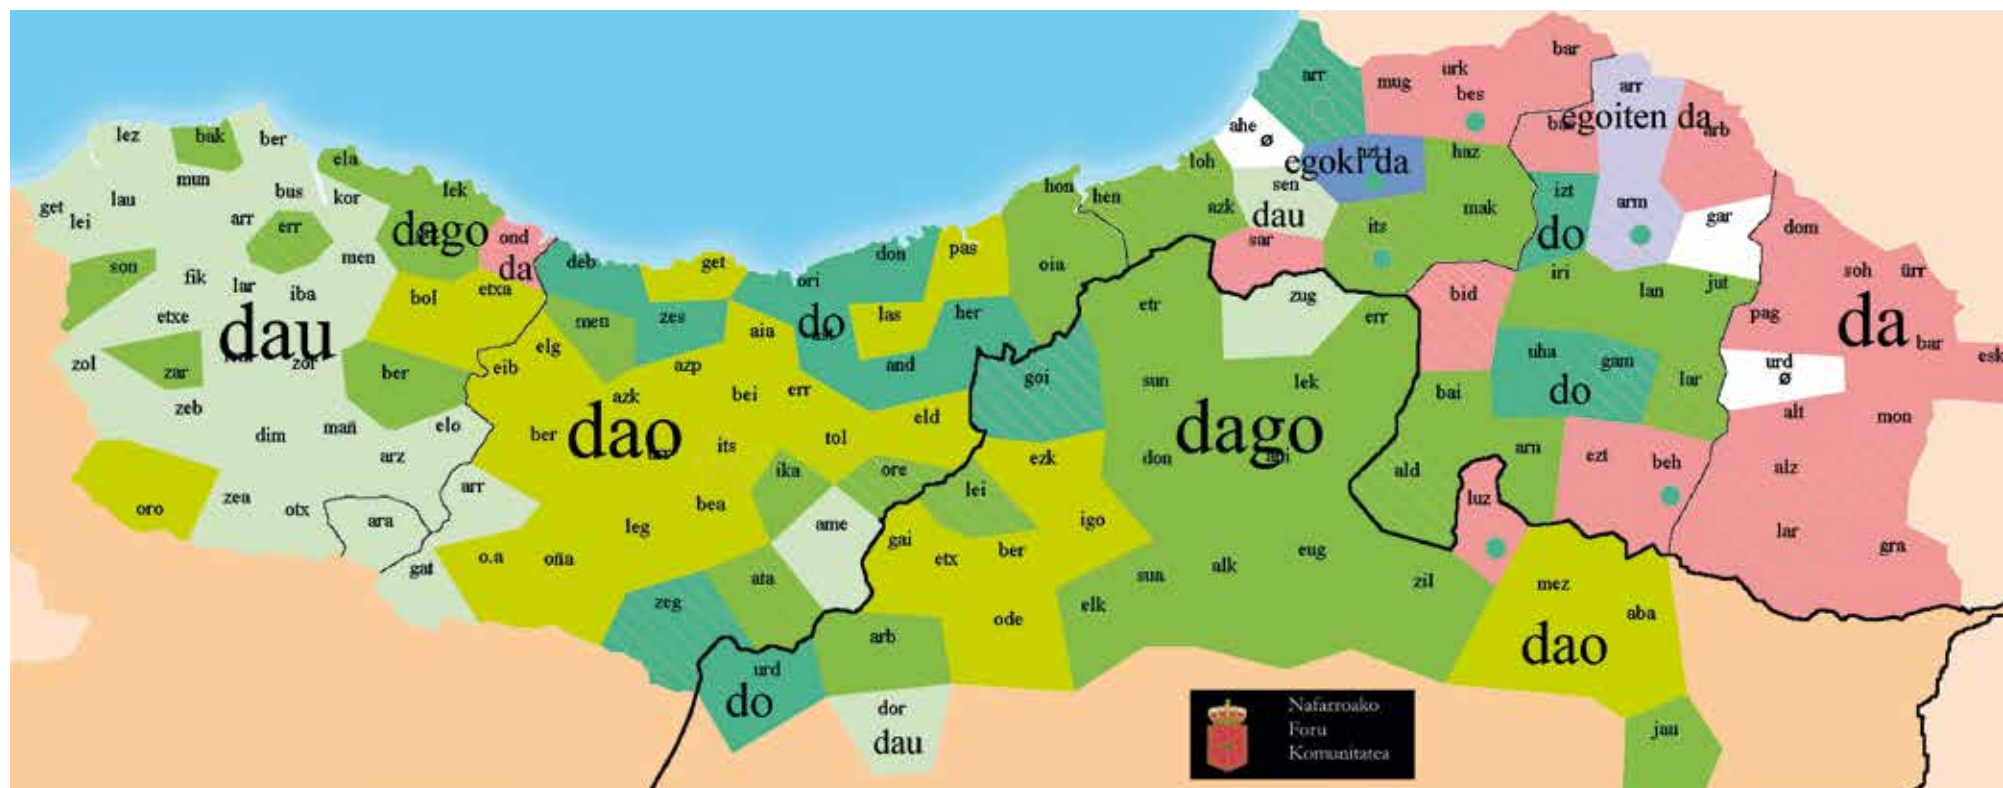 bar
arr
mug
urk
bes
arr
egoiten da
arb
lez
bak
ber
ahe
ø
egoki da
haz
loh
ela
mun
bus
kor
lek
hon
hen
sen
azk
dau
mak
izt
arm
gar
get
lei
lau
arr
err
dago
ond
its
do
dom
sar
son
men
da
deb
get
don
pas
oia
iri
lan
jut
soh
ürr
fik
lar
iba
bol
etxa
ori
etr
zug
err
bid
pag
da
etxe
dau
men
zes
aia
do
las
her
bar
esk
zol
zar
zor
ber
elg
eib
azp
and
goi
sun
lek
uha
gam
lar
urd
ø
do
bai
zeb
azk
bei
err
eld
alt
mon
dim
mañ
elo
ber
dao
its
tol
dago
arn
arz
ezk
don
ald
ezt
beh
alz
ika
ore
lei
luz
oro
zea
otx
ara
arr
leg
bea
ame
gai
igo
lar
gra
gat
o.a
oña
ata
etx
ber
sua
alk
eug
zil
mez
aba
zeg
ode
elk
arb
dao
urd
do
dor
dau
jau
Nafarroako
Foru
Komunitatea